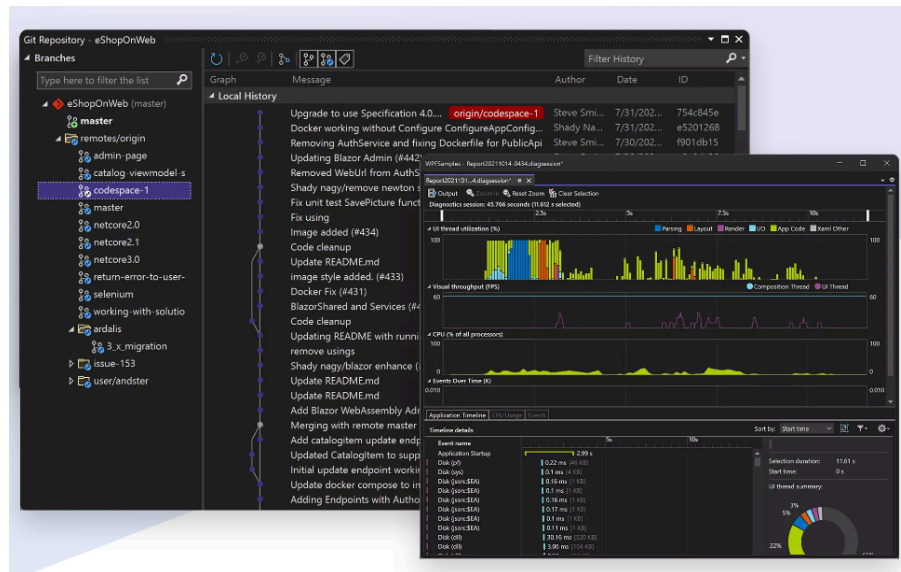 Git Repository - eShopOnWeb
Branches
Type here to filter the list
eShopOnWeb (master)
master
remotes/origin
admin-page
catalog-viewmodel-s
codespace-1
master
netcore2.0
netcore2.1
netcore3.0
return-error-to-user-
selenium
working-with-solutio
ardalis
3_x_migration
issue-153
user/andster
Filter History
Graph Message Author Date ID
Local History
Upgrade to use Specification 4.0.... origin/codespace-1 Steve Smi... 7/31/202... 754c845e
Docker working without Configure ConfigureAppConfig... Shady Na... 7/31/202... e5201268
Removing AuthService and fixing Dockerfile for PublicApi Steve Smi... 7/30/202... f901db15
Updating Blazor Admin (#442)
Removed WebUrl from AuthS
Shady nagy/remove newton s
Fix unit test SavePicture funct
Fix using
Image added (#434)
Code cleanup
Update README.md
image style added. (#433)
Docker Fix (#431)
BlazorShared and Services (#4
Code cleanup
Updating README with runni
remove usings
Shady nagy/blazor enhance (
Update README.md
Update README.md
Add Blazor WebAssembly Adr
Merging with remote master
Add catalogitem update endp
Updated CatalogItem to supp
Initial update endpoint workir
Update docker compose to in
Adding Endpoints with Autho
WPFSamples - Report20211014-0434.diagsession*
Report2021101...4.diagsession*
Output Zoom In Reset Zoom Clear Selection
Diagnostics session: 45.766 seconds (11.612 s selected)
2.5s 5s 7.5s 10s
UI thread utilization (%) Parsing Layout Render I/O App Code Xaml Other
100 100
Visual throughput (FPS) Composition Thread UI Thread
60 60
CPU (% of all processors)
100 100
0 0
Events Over Time (K)
0.010 0.010
Application Timeline CPU Usage Events
Timeline details Sort by: Start time
Event name 5s 10s
Application Startup 2.99 s
Disk (pf) 0.22 ms [46 KB]
Disk (sys) 0.1 ms [4 KB]
Disk (json:$EA) 0.16 ms [1 KB]
Disk (json:$EA) 0.1 ms [1 KB]
Disk (json:$EA) 0.16 ms [1 KB]
Disk (json:$EA) 0.17 ms [1 KB]
Disk (json:$EA) 0.1 ms [1 KB]
Disk (json:$EA) 0.11 ms [1 KB]
Disk (dll) 30.16 ms [520 KB]
Disk (dll) 3.06 ms [104 KB]
Selection duration: 11.61 s
Start time: 0 s
UI thread summary:
3%
5%
22%